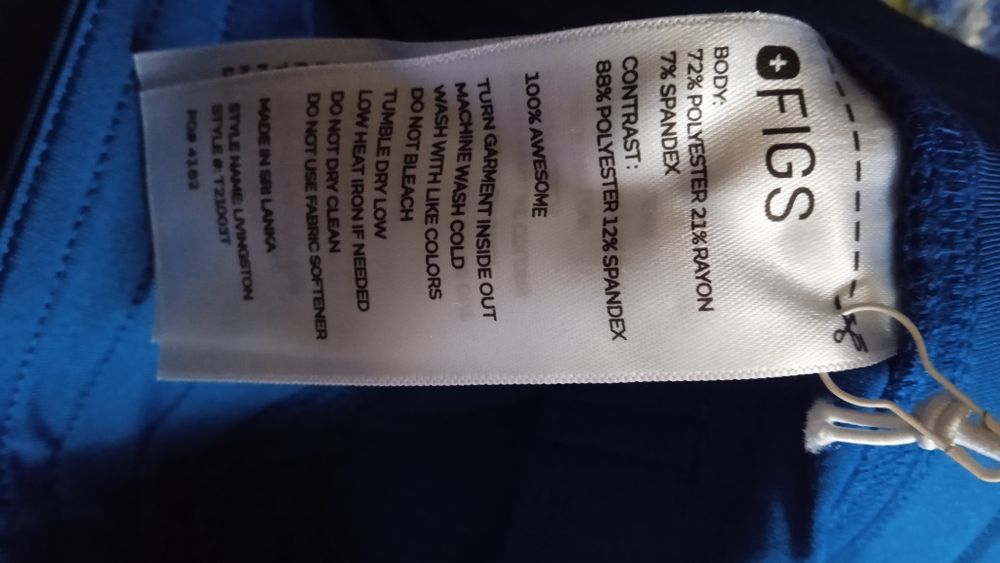 FIGS
BODY:
72% POLYESTER 21% RAYON
7% SPANDEX
CONTRAST:
88% POLYESTER 12% SPANDEX
100% AWESOME
TURN GARMENT INSIDE OUT
MACHINE WASH COLD
WASH WITH LIKE COLORS
DO NOT BLEACH
TUMBLE DRY LOW
LOW HEAT IRON IF NEEDED
DO NOT DRY CLEAN
DO NOT USE FABRIC SOFTENER
MADE IN SRI LANKA
STYLE NAME: LIVINGSTON
STYLE #: T21003T
PO# 4182